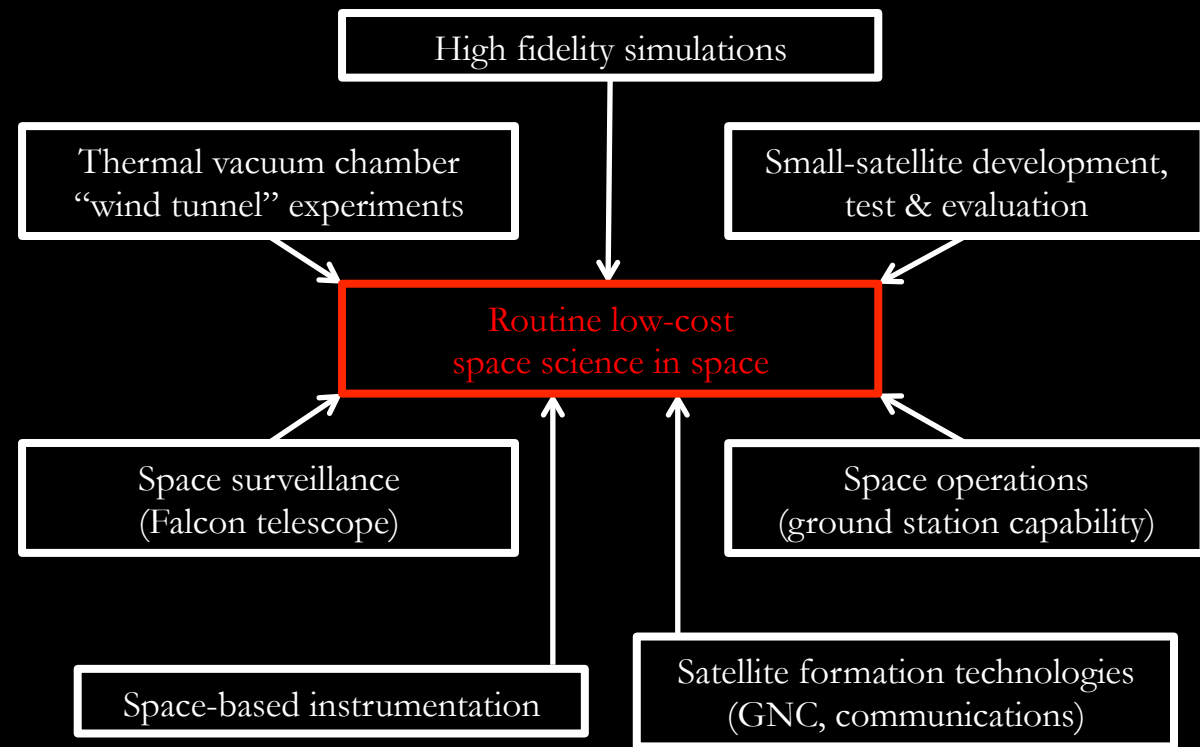 High fidelity simulations
Thermal vacuum chamber
“wind tunnel” experiments
Small-satellite development,
test & evaluation
Routine low-cost
space science in space
Space surveillance
(Falcon telescope)
Space operations
(ground station capability)
Space-based instrumentation
Satellite formation technologies
(GNC, communications)